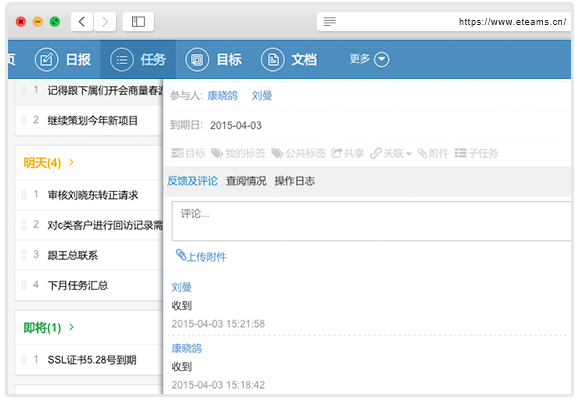 https://www.eteams.cn/
页 日报 任务 目标 文档 更多
1 记得跟下属们开会商量春游
2 继续策划今年新项目
明天(4)
1 审核刘晓东转正请求
2 对c类客户进行回访记录需
3 跟王总联系
4 下月任务汇总
即将(1)
1 SSL证书5.28号到期
参与人: 康晓鸽 刘曼
到期日: 2015-04-03
目标 我的标签 公共标签 共享 关联 附件 子任务
反馈及评论 查阅情况 操作日志
评论...
上传附件
刘曼
收到
2015-04-03 15:21:58
康晓鸽
收到
2015-04-03 15:18:42